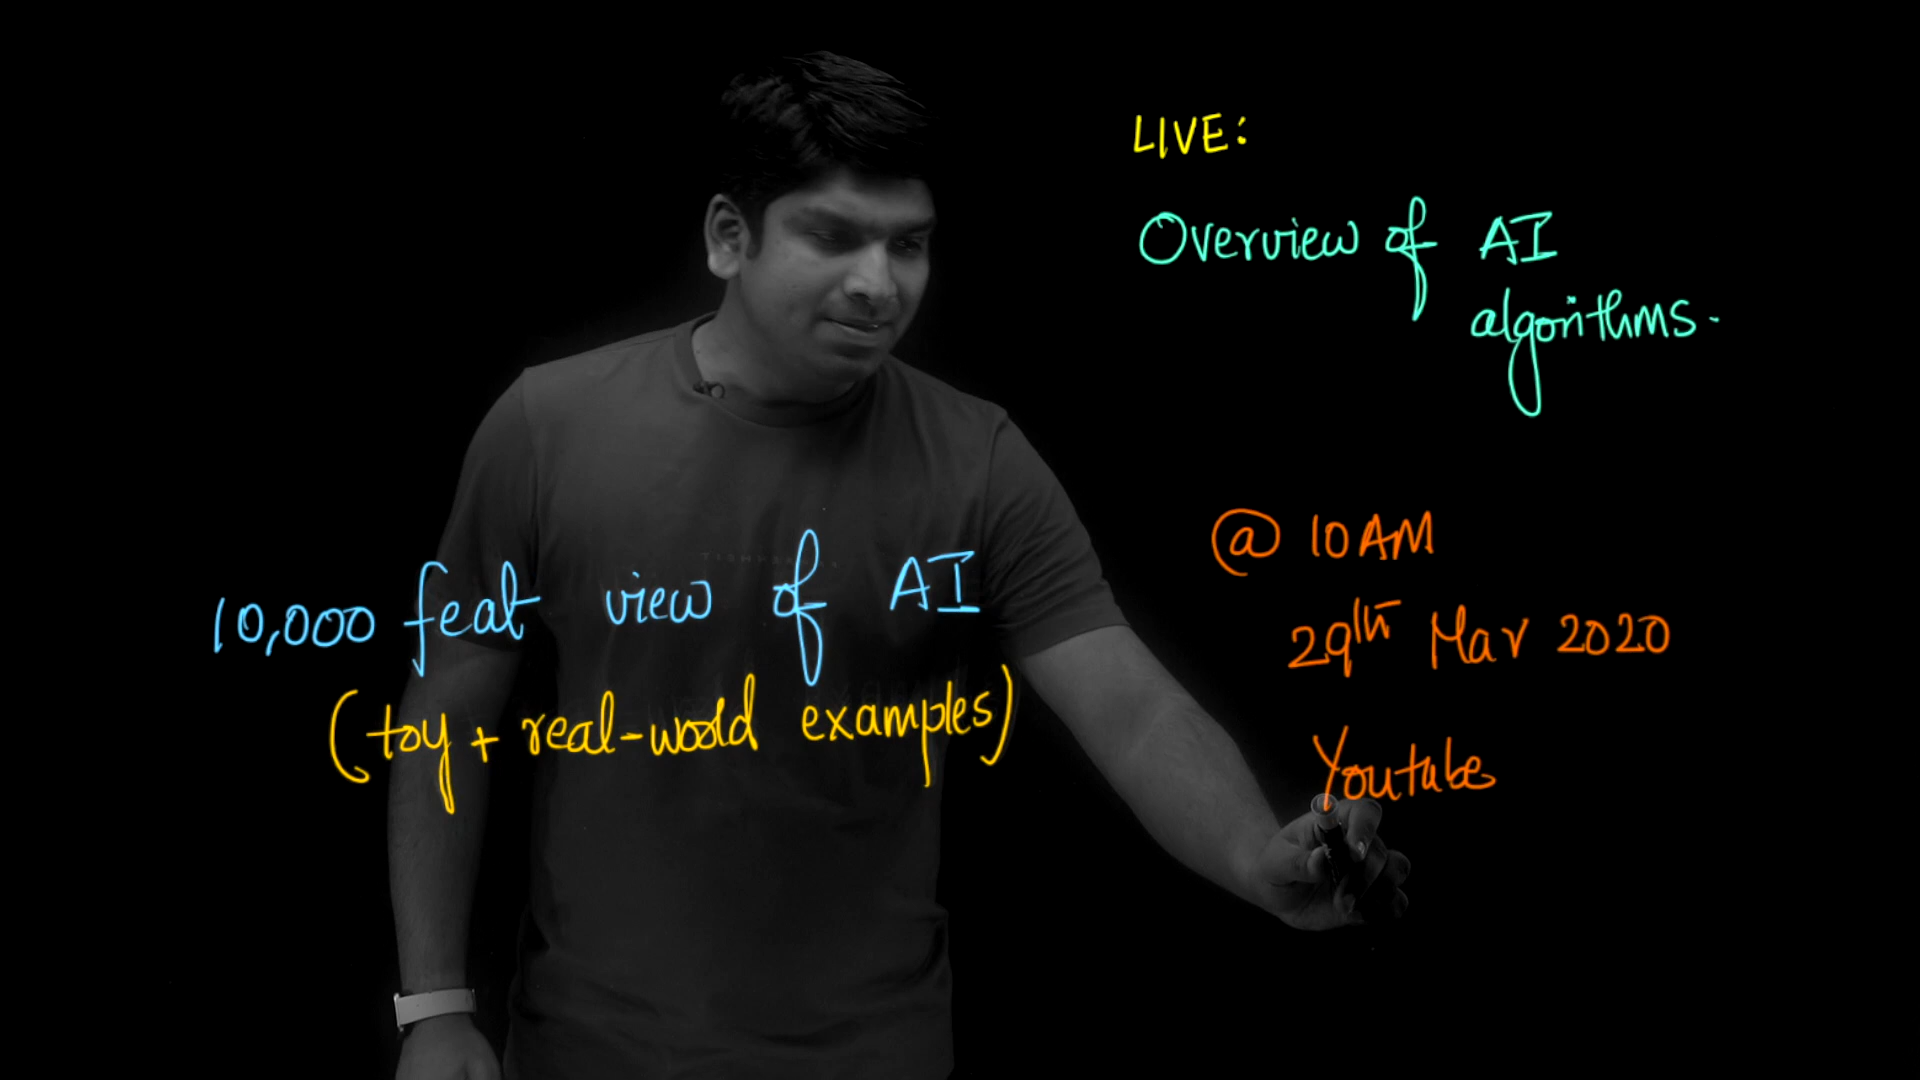 LIVE:
Overview of AI
algorithms.
10,000 feet view of AI
(toy + real-world examples)
@ 10AM
29th Mar 2020
Youtube